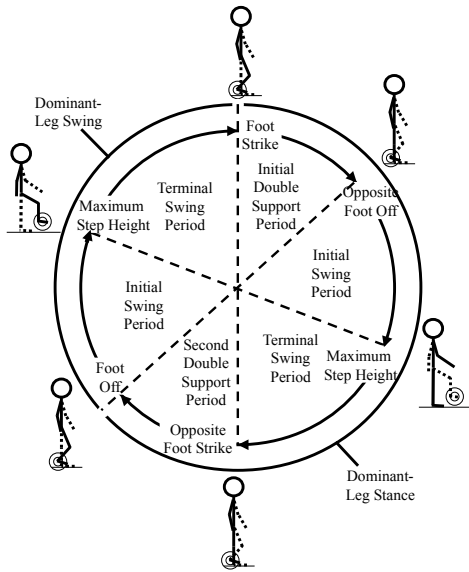 Dominant-
Leg Swing
Foot
Strike
Initial
Double
Support
Period
Opposite
Foot Off
Terminal
Swing
Period
Maximum
Step Height
Initial
Swing
Period
Initial
Swing
Period
Terminal
Swing
Period
Maximum
Step Height
Second
Double
Support
Period
Foot
Off
Opposite
Foot Strike
Dominant-
Leg Stance